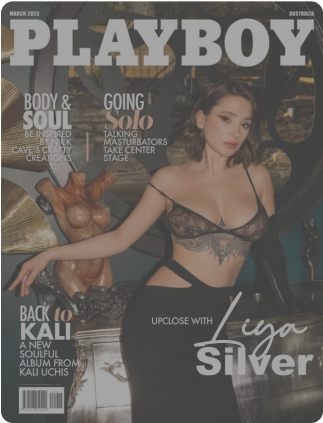 MARCH 2023
AUSTRALIA
PLAYBOY
BODY &
SOUL
BE INSPIRED
BY NICK
CAVE'S CRAFTY
CREATIONS
GOING
Solo
TALKING
MASTURBATORS
TAKE CENTER
STAGE
BACK to
KALI
A NEW
SOULFUL
ALBUM FROM
KALI UCHIS
UPCLOSE WITH
Liya
Silver